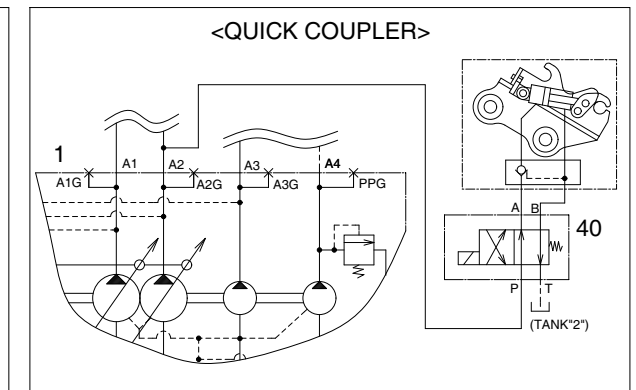 <QUICK COUPLER>
1
A1 A2 A3 A4
A1G A2G A3G PPG
A B
40
P T
(TANK"2")